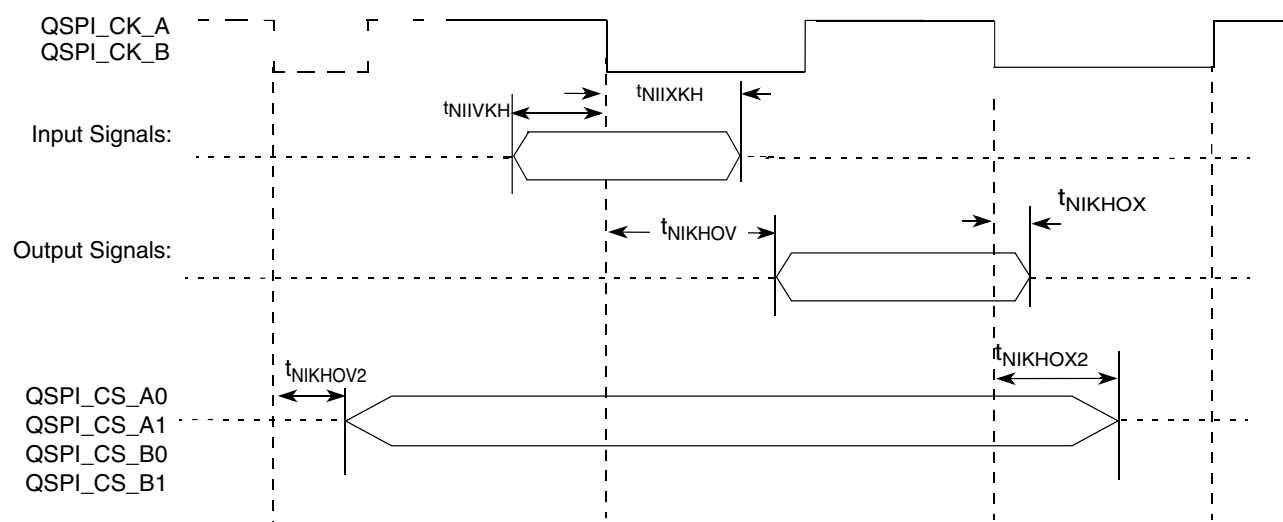 QSPI_CK_A
QSPI_CK_B
tNIIVKH
tNIIXKH
Input Signals:
tNIKHOX
tNIKHOV
Output Signals:
tNIKHOV2
tNIKHOX2
QSPI_CS_A0
QSPI_CS_A1
QSPI_CS_B0
QSPI_CS_B1